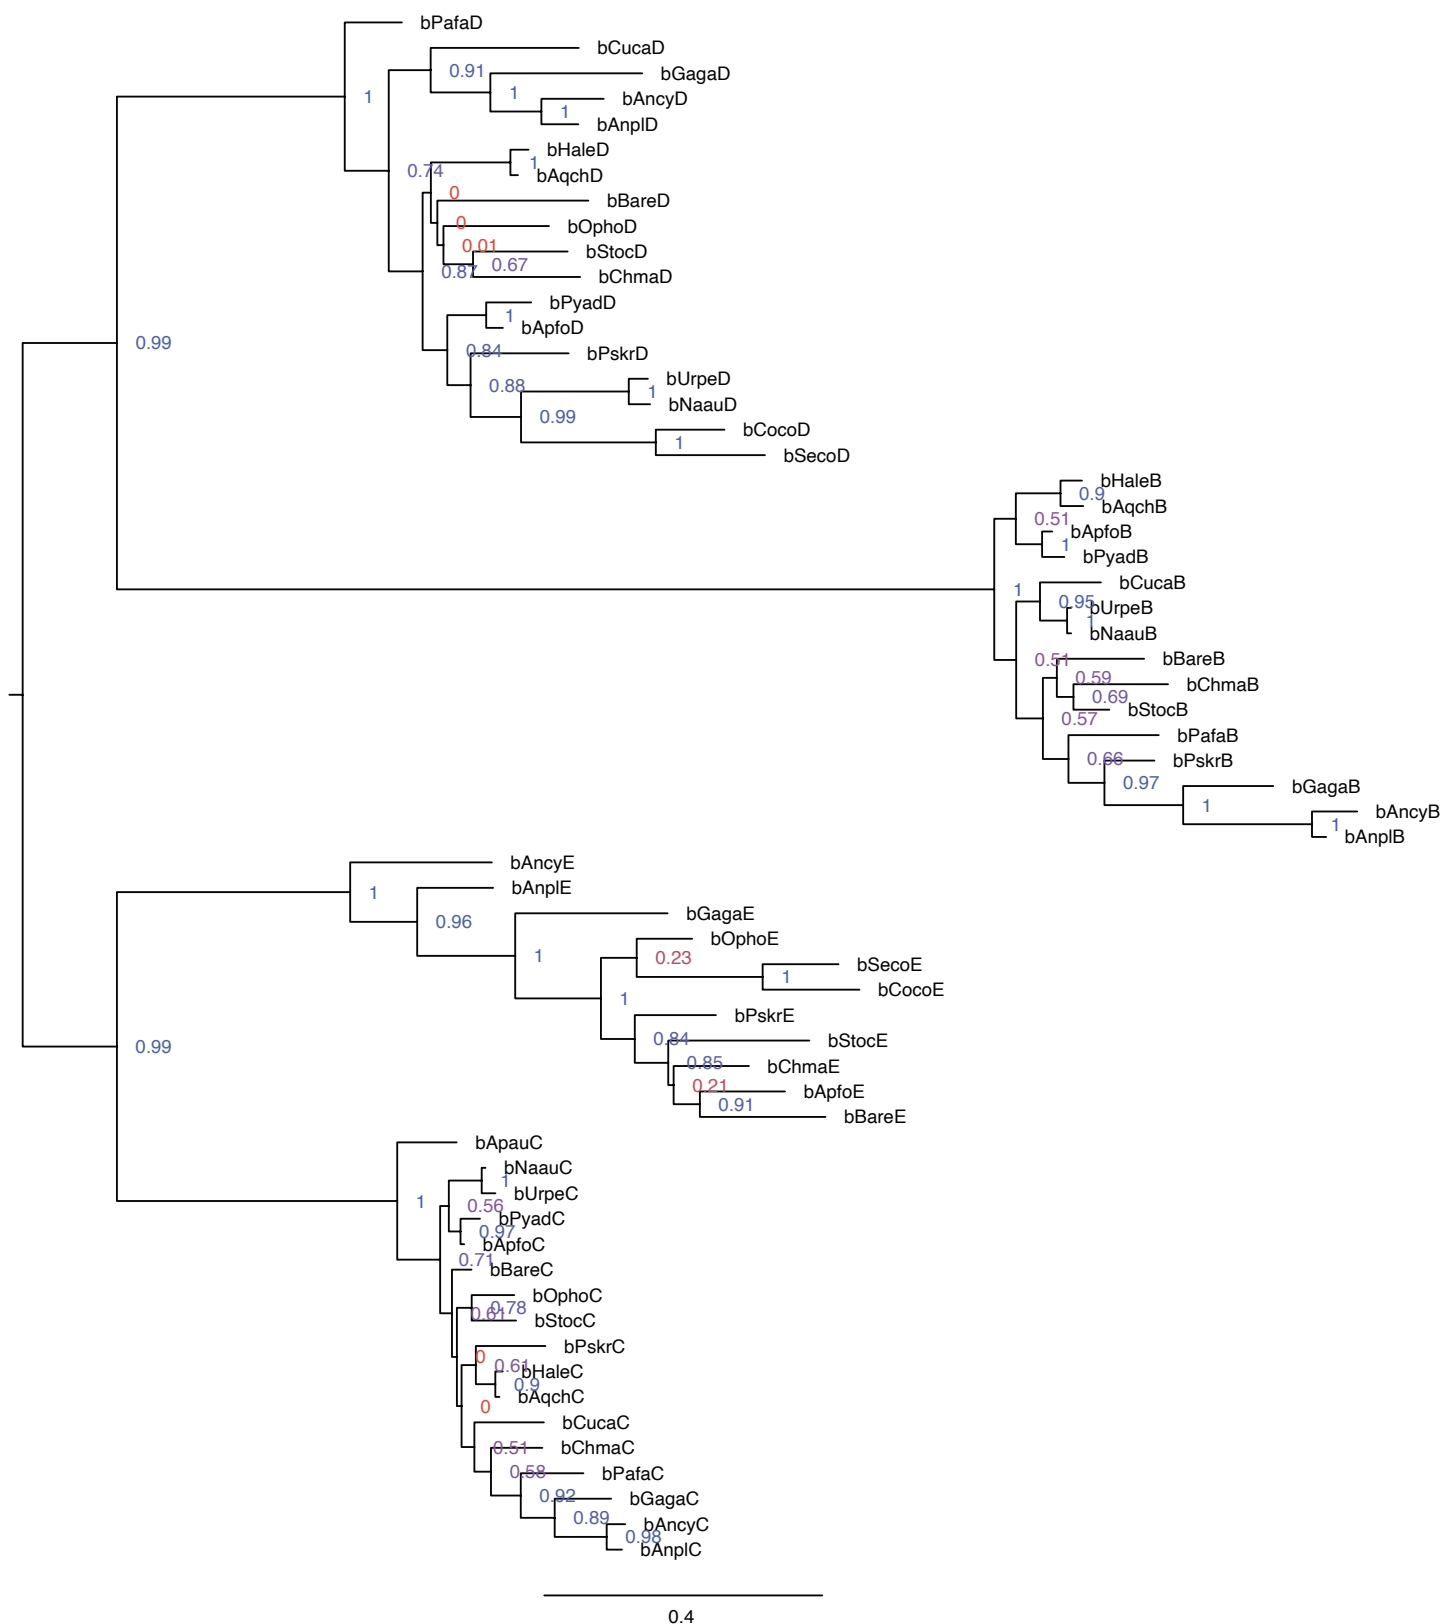 bPafaD
bCucaD
0.91
bGagaD
1
1
bAncyD
1
bAnplD
bHaleD
1
0.74
bAqchD
0
bBareD
0
bOphoD
0.01
bStocD
0.67
0.87
bChmaD
bPyadD
1
bApfoD
0.99
0.84
bPskrD
bUrpeD
0.88
1
bNaauD
0.99
bCocoD
1
bSecoD
bHaleB
0.9
bAqchB
0.51
bApfoB
1
bPyadB
bCucaB
1
0.95
bUrpeB
1
bNaauB
0.51
bBareB
0.59
bChmaB
0.69
bStocB
0.57
bPafaB
0.66
bPskrB
0.97
bGagaB
1
bAncyB
1
bAnplB
bAncyE
1
bAnplE
0.96
bGagaE
bOphoE
1
0.23
bSecoE
1
bCocoE
1
bPskrE
0.99
0.84
bStocE
0.85
bChmaE
0.21
bApfoE
0.91
bBareE
bApauC
bNaauC
1
bUrpeC
1
0.56
bPyadC
0.97
bApfoC
0.71
bBareC
bOphoC
0.78
0.61
bStocC
bPskrC
0
0.61
bHaleC
0.9
bAqchC
0
bCucaC
0.51
bChmaC
0.58
bPafaC
0.92
bGagaC
0.89
bAncyC
0.98
bAnplC
0.4